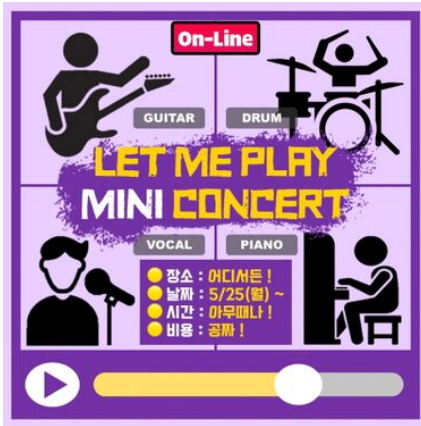 On-Line
GUITAR
DRUM
LET ME PLAY
MINI CONCERT
VOCAL
PIANO
장소 : 어디서든 !
날짜 : 5/25(월) ~
시간 : 아무때나 !
비용 : 공짜 !